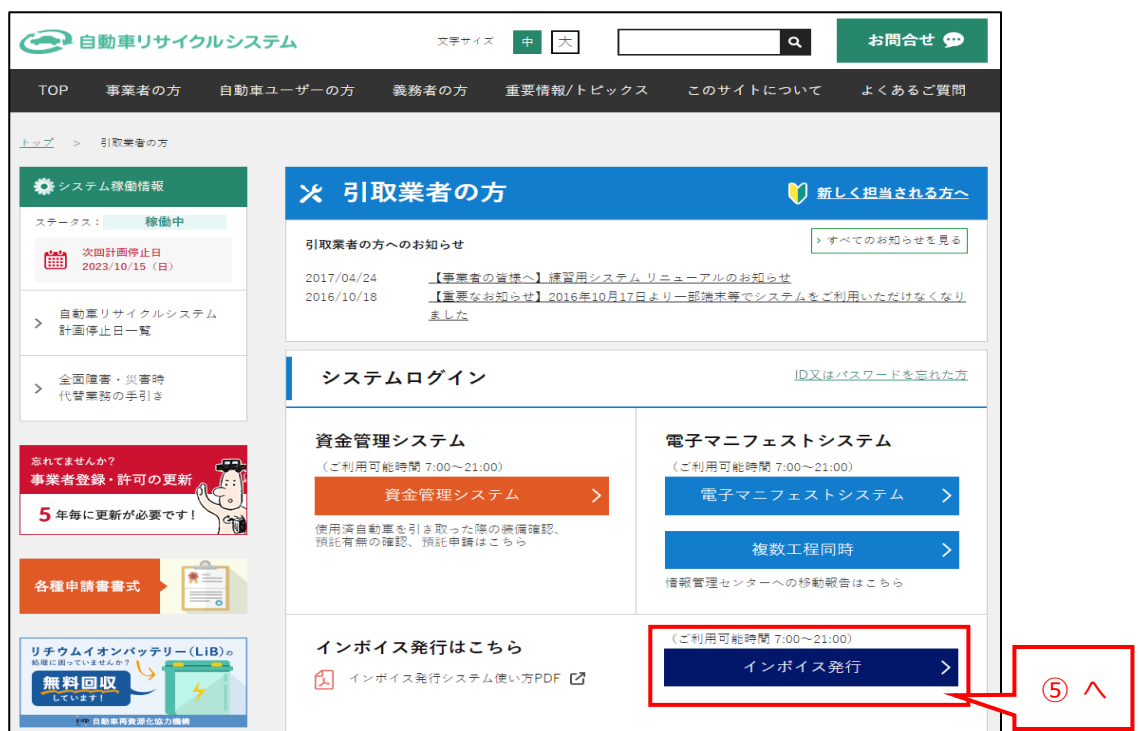 自動車リサイクルシステム
文字サイズ 中 大
お問合せ
TOP 事業者の方 自動車ユーザーの方 義務者の方 重要情報/トピックス このサイトについて よくあるご質問
トップ > 引取業者の方
システム稼働情報
ステータス： 稼働中
次回計画停止日
2023/10/15（日）
自動車リサイクルシステム
計画停止日一覧
全面障害・災害時
代替業務の手引き
忘れてませんか?
事業者登録・許可の更新
5 年毎に更新が必要です!
各種申請書書式
リチウムイオンバッテリー(LiB)の
処理に困っていませんか？
無料回収
しています!
自動車再資源化協力機構
引取業者の方
新しく担当される方へ
引取業者の方へのお知らせ
すべてのお知らせを見る
2017/04/24 【事業者の皆様へ】練習用システム リニューアルのお知らせ
2016/10/18 【重要なお知らせ】2016年10月17日より一部端末等でシステムをご利用いただけなくなり
ました
システムログイン
ID又はパスワードを忘れた方
資金管理システム
（ご利用可能時間 7:00～21:00）
資金管理システム
使用済自動車を引き取った際の装備確認、
預託有無の確認、預託申請はこちら
電子マニフェストシステム
（ご利用可能時間 7:00～21:00）
電子マニフェストシステム
複数工程同時
情報管理センターへの移動報告はこちら
インボイス発行はこちら
インボイス発行システム使い方PDF
（ご利用可能時間 7:00～21:00）
インボイス発行
⑤ へ